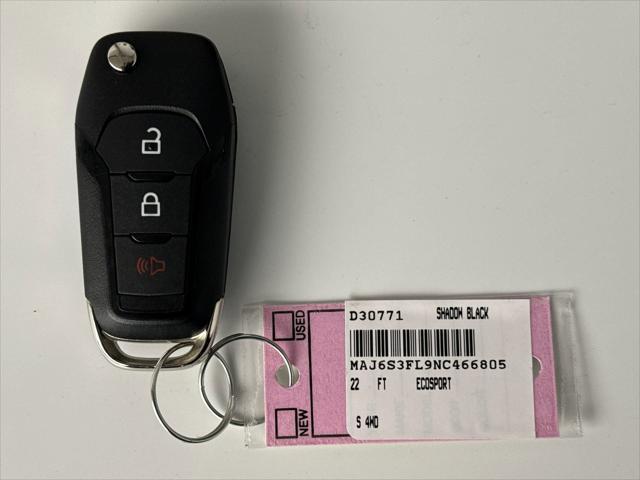 D30771 SHADOW BLACK
MAJ6S3FL9NC466805
22 FT ECOSPORT
S 4WD
USED
NEW